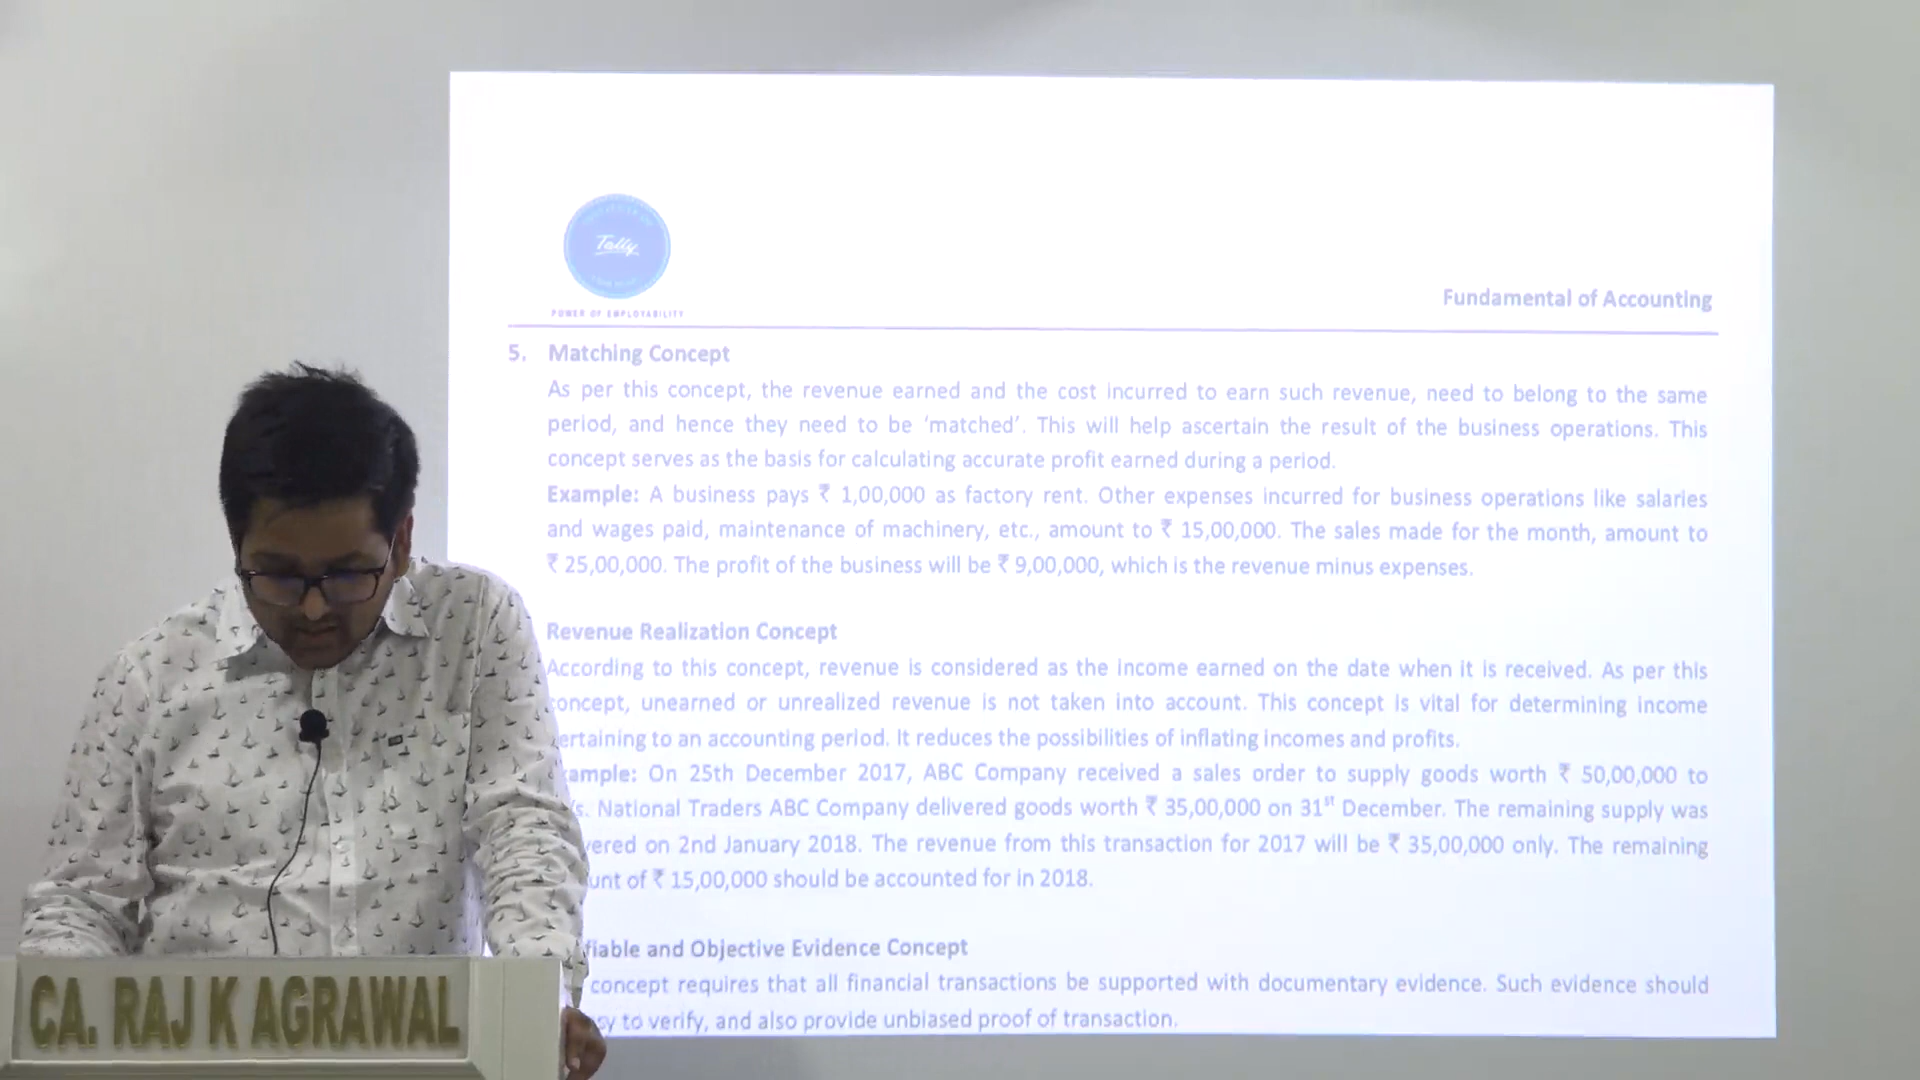 Tally
POWER OF EMPLOYABILITY
Fundamental of Accounting
5. Matching Concept
As per this concept, the revenue earned and the cost incurred to earn such revenue, need to belong to the same
period, and hence they need to be ‘matched’. This will help ascertain the result of the business operations. This
concept serves as the basis for calculating accurate profit earned during a period.
Example: A business pays ₹ 1,00,000 as factory rent. Other expenses incurred for business operations like salaries
and wages paid, maintenance of machinery, etc., amount to ₹ 15,00,000. The sales made for the month, amount to
₹ 25,00,000. The profit of the business will be ₹ 9,00,000, which is the revenue minus expenses.
Revenue Realization Concept
According to this concept, revenue is considered as the income earned on the date when it is received. As per this
concept, unearned or unrealized revenue is not taken into account. This concept is vital for determining income
ertaining to an accounting period. It reduces the possibilities of inflating incomes and profits.
ample: On 25th December 2017, ABC Company received a sales order to supply goods worth ₹ 50,00,000 to
s. National Traders ABC Company delivered goods worth ₹ 35,00,000 on 31st December. The remaining supply was
vered on 2nd January 2018. The revenue from this transaction for 2017 will be ₹ 35,00,000 only. The remaining
unt of ₹ 15,00,000 should be accounted for in 2018.
fiable and Objective Evidence Concept
concept requires that all financial transactions be supported with documentary evidence. Such evidence should
sy to verify, and also provide unbiased proof of transaction.
CA. RAJ K AGRAWAL